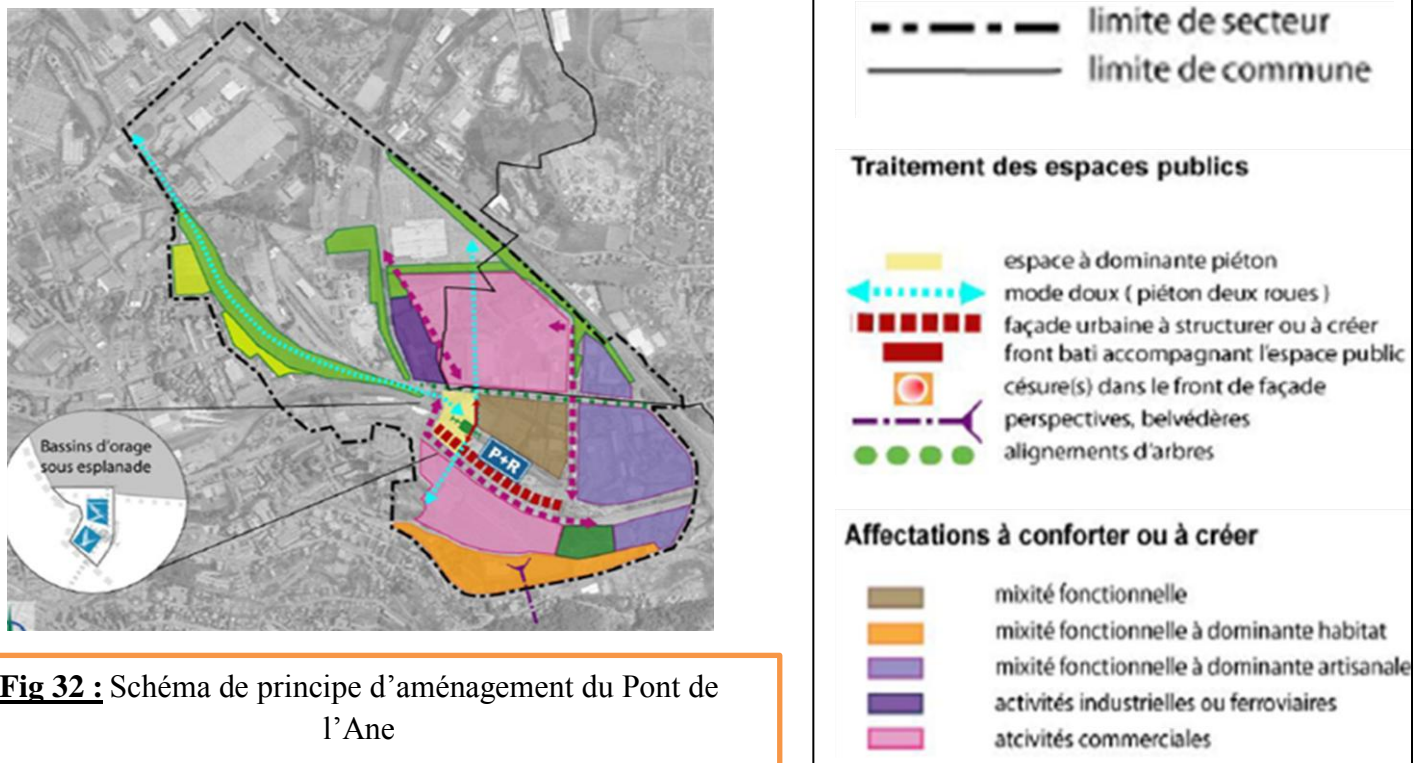 Bassins d'orage
sous esplanade
P+R
Fig 32 : Schéma de principe d'aménagement du Pont de
l'Ane
limite de secteur
limite de commune
Traitement des espaces publics
espace à dominante piéton
mode doux ( piéton deux roues )
façade urbaine à structurer ou à créer
front bati accompagnant l'espace public
césure(s) dans le front de façade
perspectives, belvédères
alignements d'arbres
Affectations à conforter ou à créer
mixité fonctionnelle
mixité fonctionnelle à dominante habitat
mixité fonctionnelle à dominante artisanale
activités industrielles ou ferroviaires
atcivités commerciales